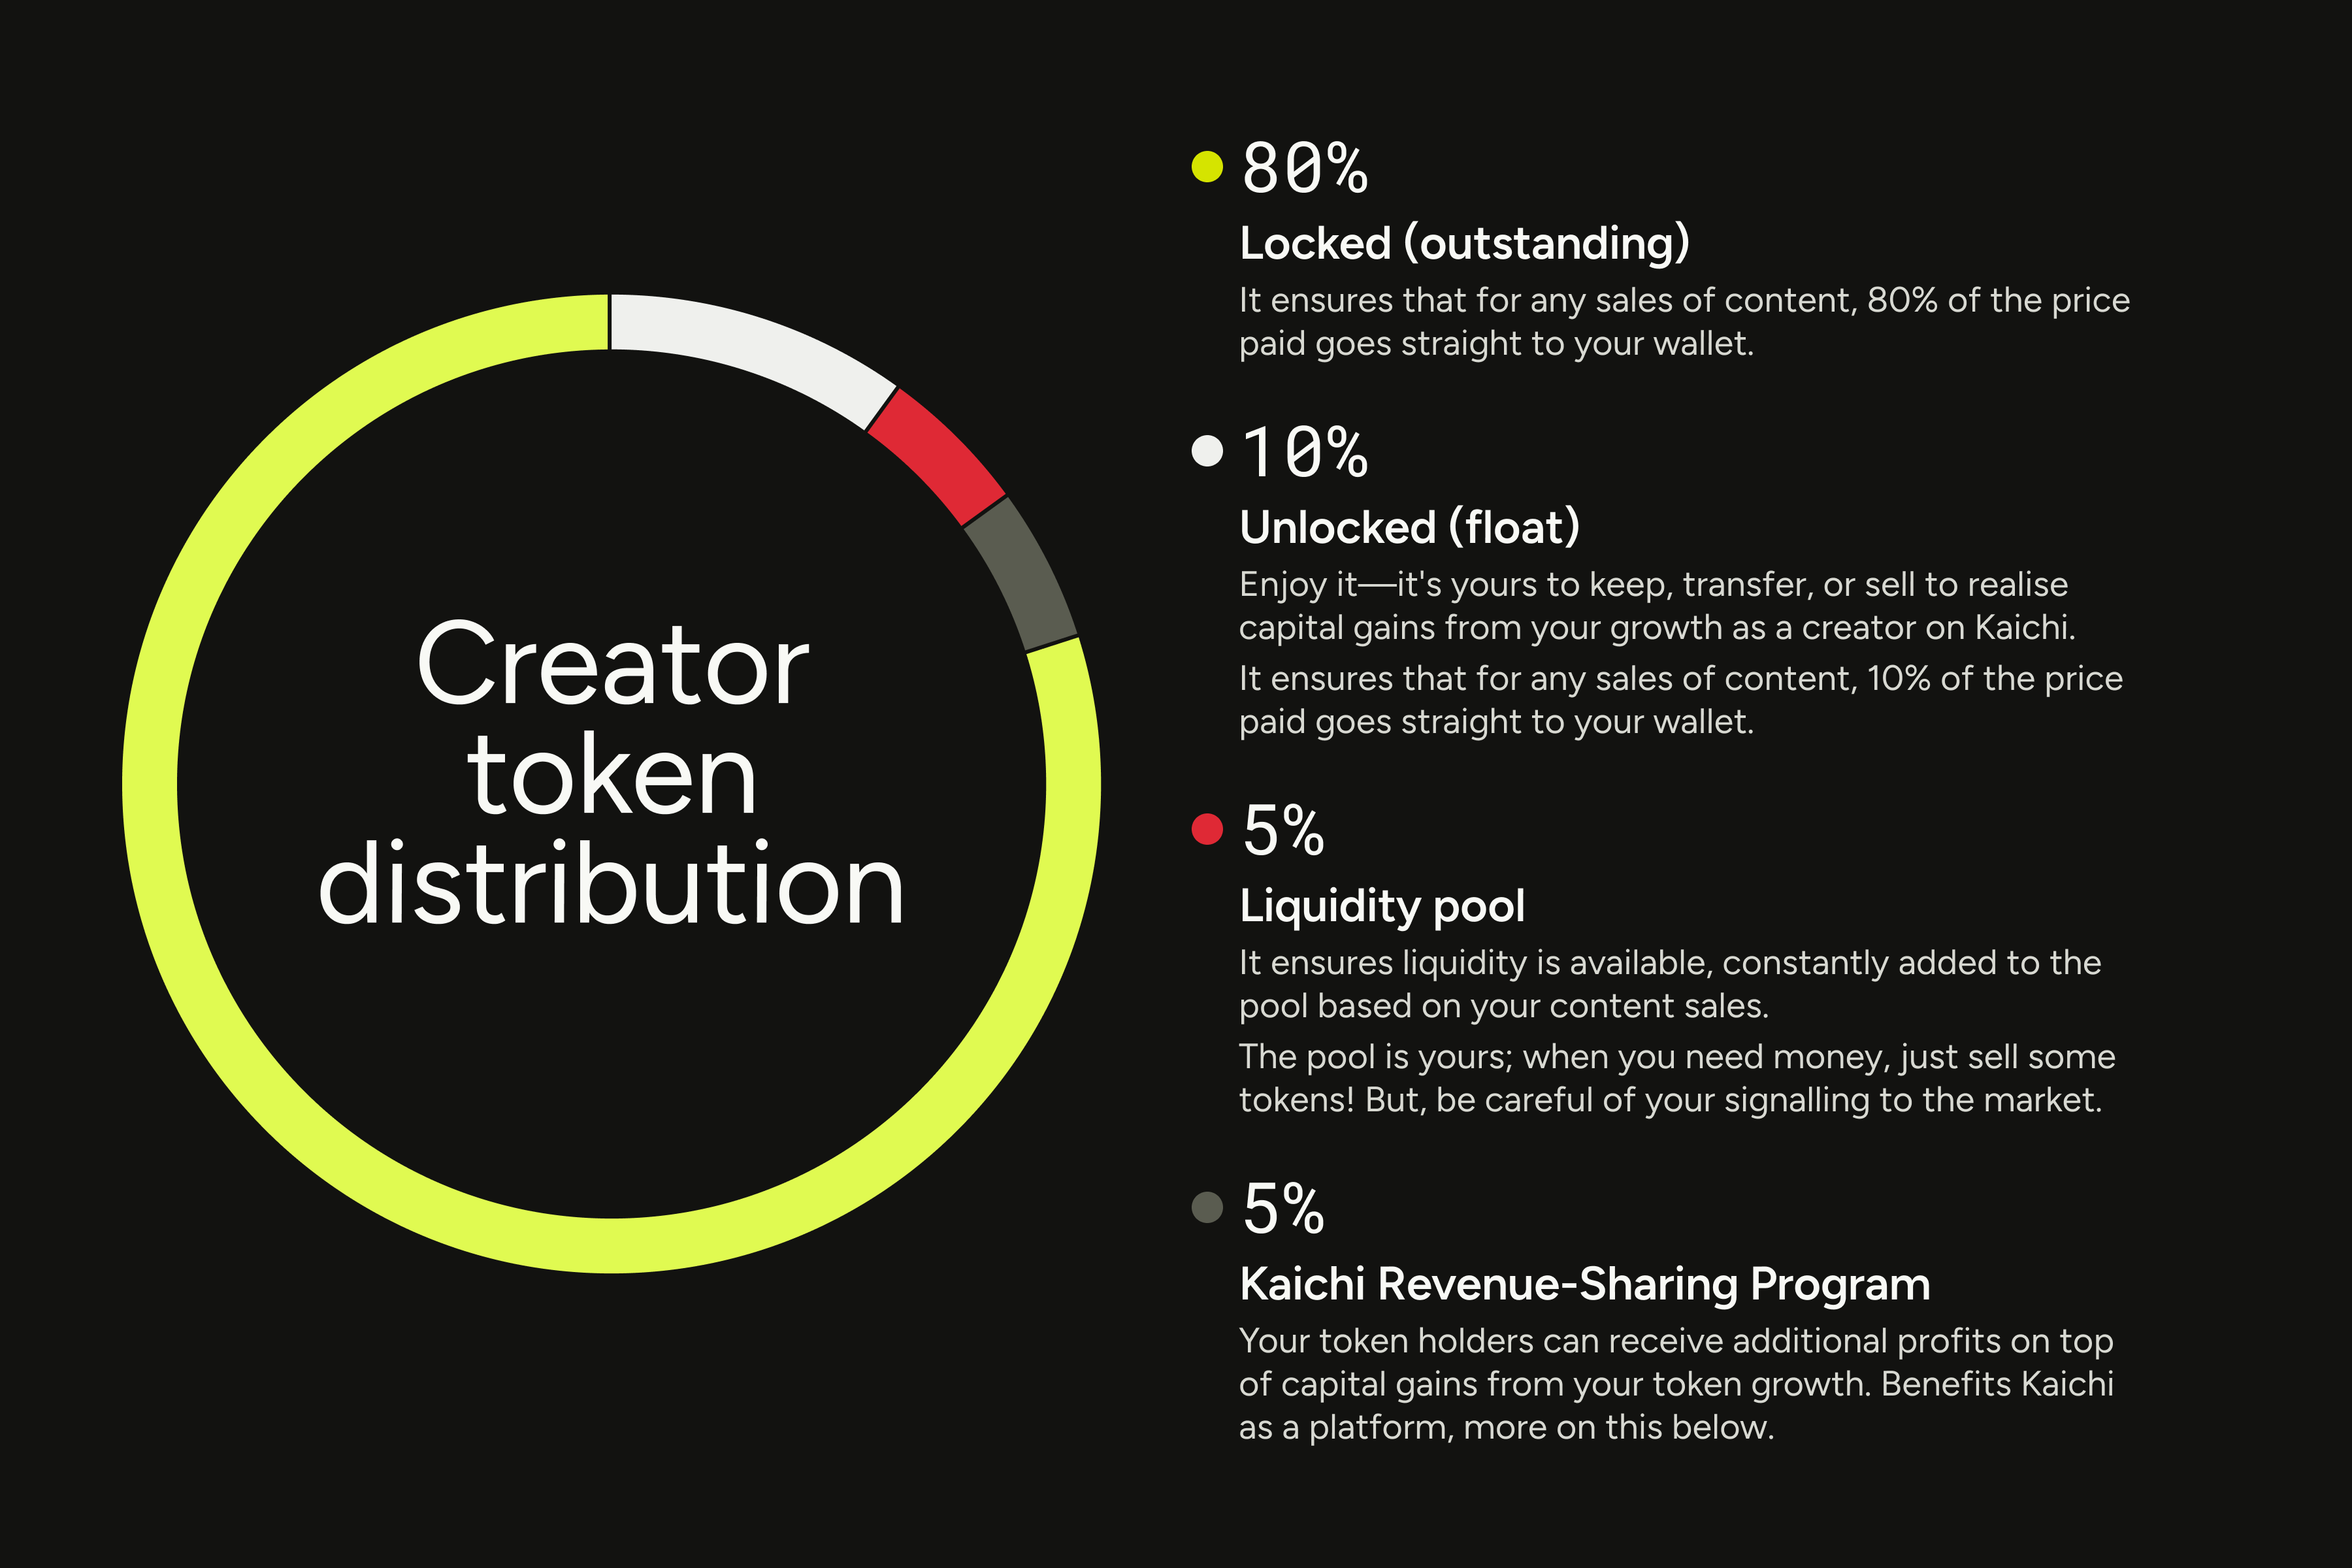 Creator
token
distribution
80%
Locked (outstanding)
It ensures that for any sales of content, 80% of the price
paid goes straight to your wallet.
10%
Unlocked (float)
Enjoy it—it's yours to keep, transfer, or sell to realise
capital gains from your growth as a creator on Kaichi.
It ensures that for any sales of content, 10% of the price
paid goes straight to your wallet.
5%
Liquidity pool
It ensures liquidity is available, constantly added to the
pool based on your content sales.
The pool is yours; when you need money, just sell some
tokens! But, be careful of your signalling to the market.
5%
Kaichi Revenue-Sharing Program
Your token holders can receive additional profits on top
of capital gains from your token growth. Benefits Kaichi
as a platform, more on this below.